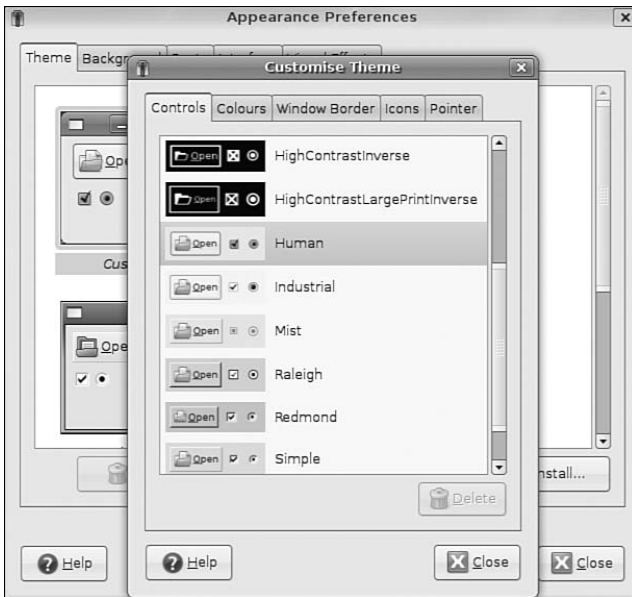 Appearance Preferences
Theme
Customise Theme
Controls Colours Window Border Icons Pointer
Open HighContrastInverse
Open HighContrastLargePrintInverse
Open Human
Open Industrial
Open Mist
Open Raleigh
Open Redmond
Open Simple
Delete
Help Close
Help Close